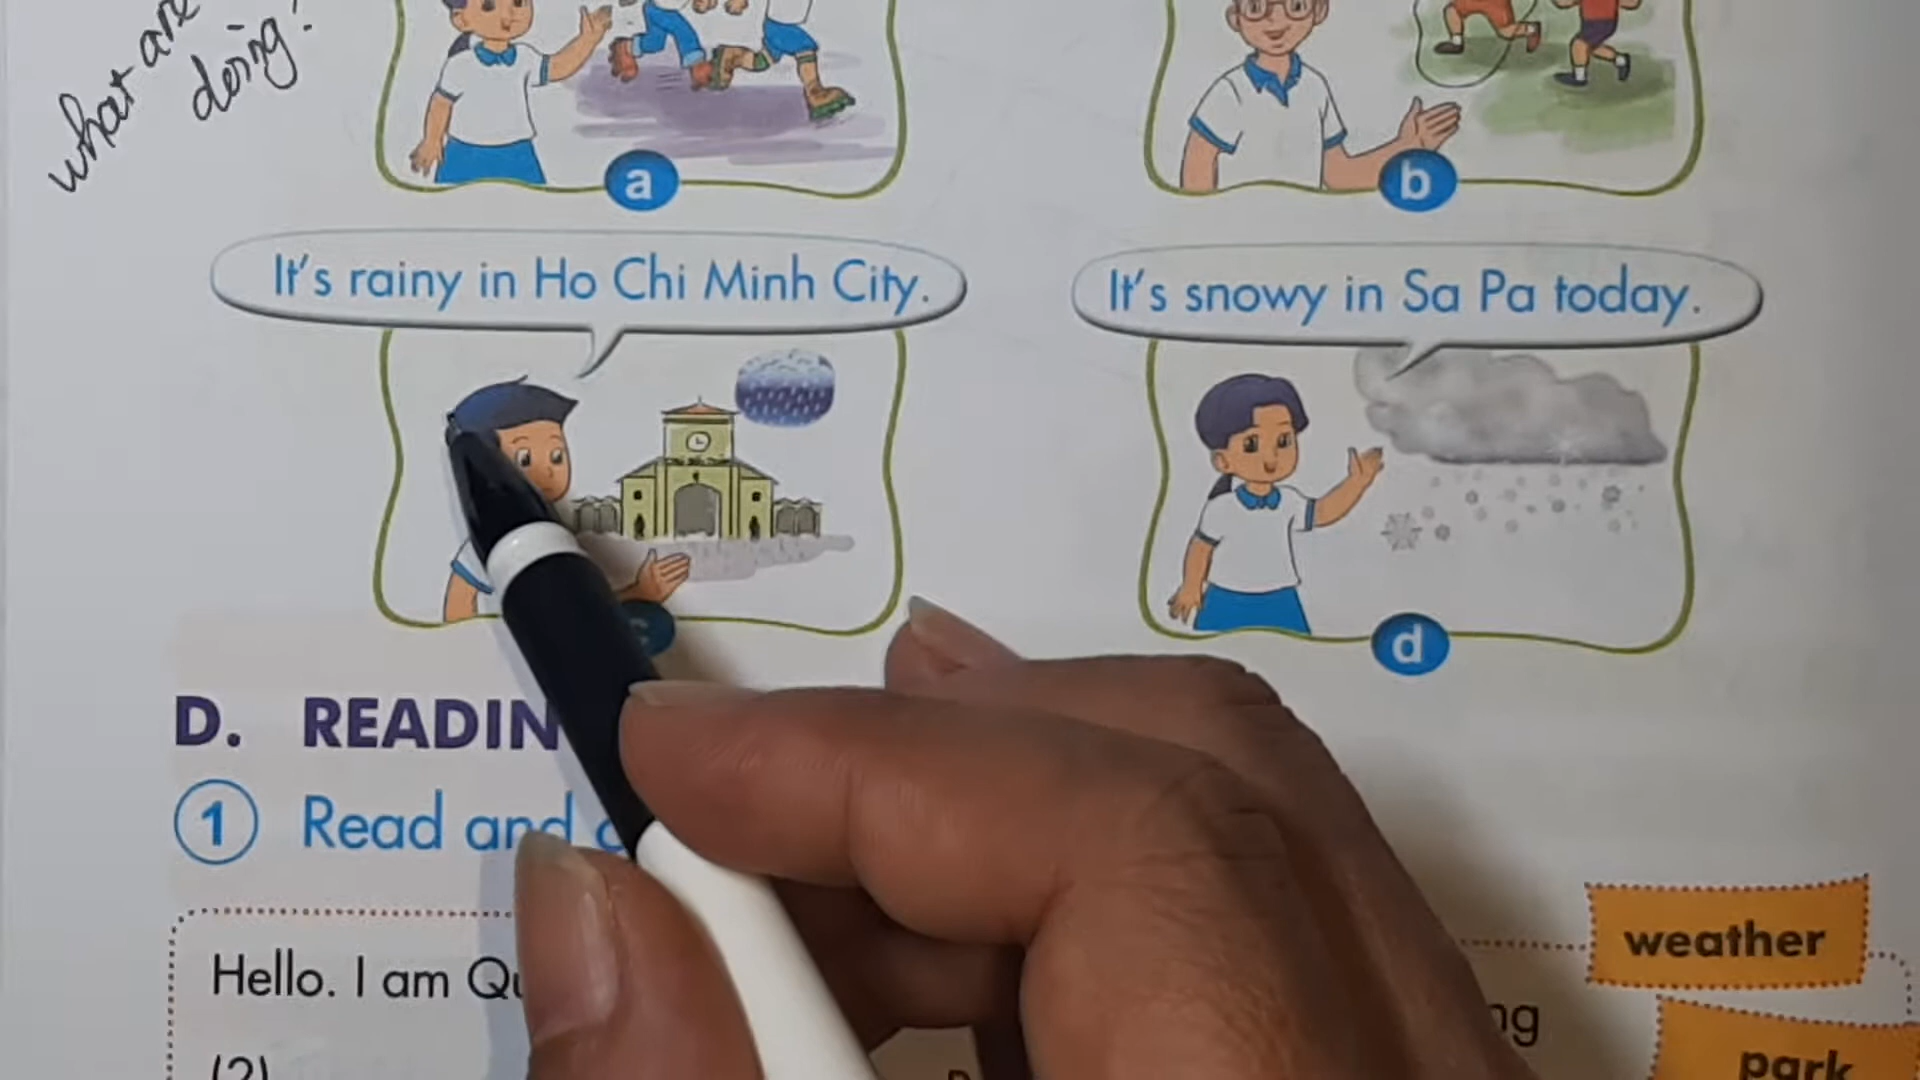 what are
doing?
a
b
It's rainy in Ho Chi Minh City.
It's snowy in Sa Pa today.
c
d
D. READIN
1 Read and
Hello. I am
weather
(2)
park